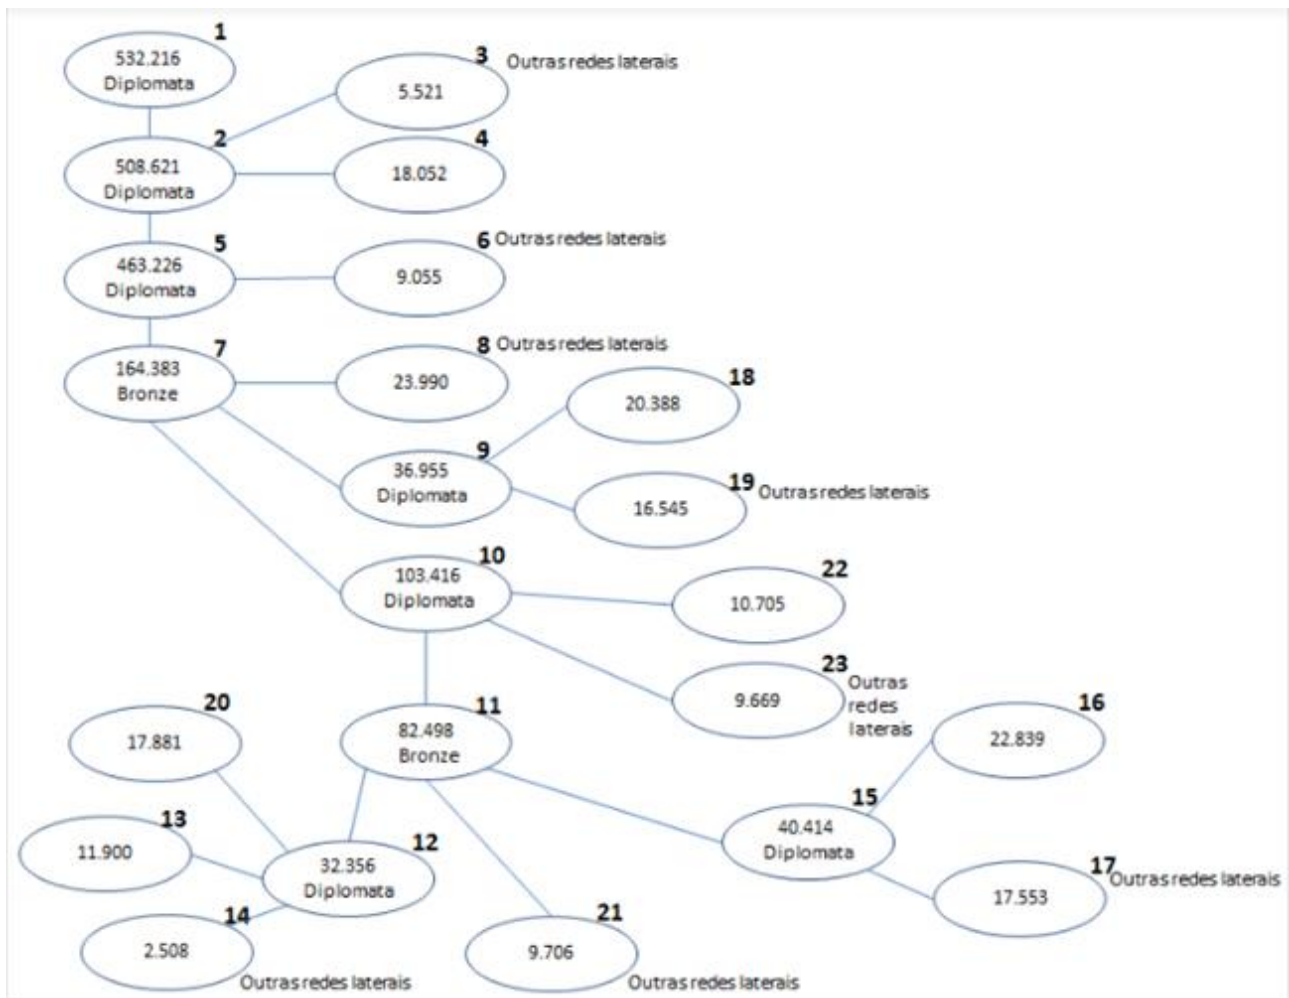 1
532.216
Diplomata
3
Outras redes laterais
5.521
2
508.621
Diplomata
4
18.052
5
463.226
Diplomata
6 Outras redes laterais
9.055
7
164.383
Bronze
8 Outras redes laterais
23.990
18
20.388
9
36.955
Diplomata
19 Outras redes laterais
16.545
10
103.416
Diplomata
22
10.705
23
Outras
redes
laterais
9.669
20
17.881
11
82.498
Bronze
16
22.839
13
11.900
12
32.356
Diplomata
15
40.414
Diplomata
17 Outras redes laterais
17.553
14
2.508
Outras redes laterais
21
9.706
Outras redes laterais